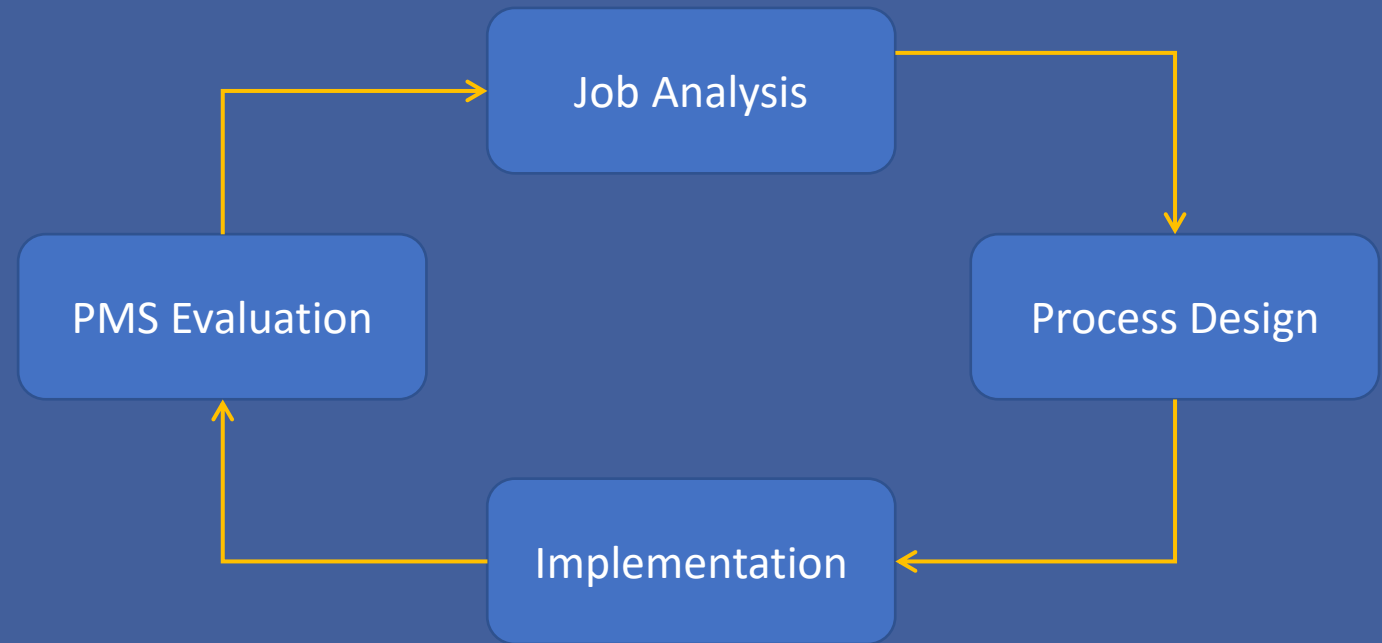 Job Analysis
PMS Evaluation
Process Design
Implementation